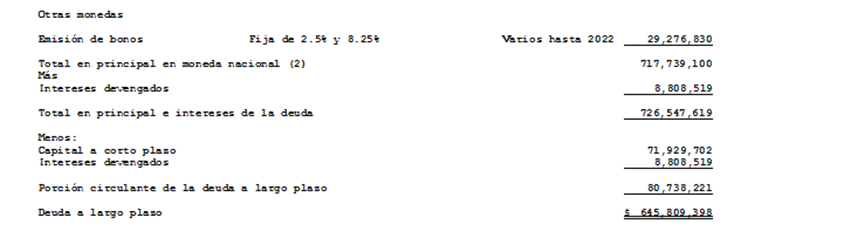 Otras monedas
Emisión de bonos Fija de 2.5% y 8.25% Varios hasta 2022 29,276,830
Total en principal en moneda nacional (2) 717,739,100
Más
Intereses devengados 8,808,519
Total en principal e intereses de la deuda 726,547,619
Menos:
Capital a corto plazo 71,929,702
Intereses devengados 8,808,519
Porción circulante de la deuda a largo plazo 80,738,221
Deuda a largo plazo $ 645,809,398